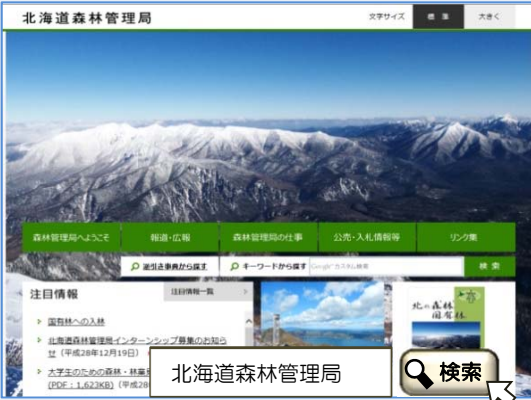 北海道森林管理局
文字サイズ 標準 大きく
森林管理局へようこそ 報道・広報 森林管理局の仕事 公売・入札情報等 リンク集
逆引き事典から探す キーワードから探す Google カスタム検索 検索
注目情報 注目情報一覧
国有林への入林
北海道森林管理局インターンシップ募集のお知ら
せ（平成28年12月19日）
大学生のための森林・林業
(PDF : 1,623KB)（平成28
北の森林
国有林
北海道森林管理局 検索